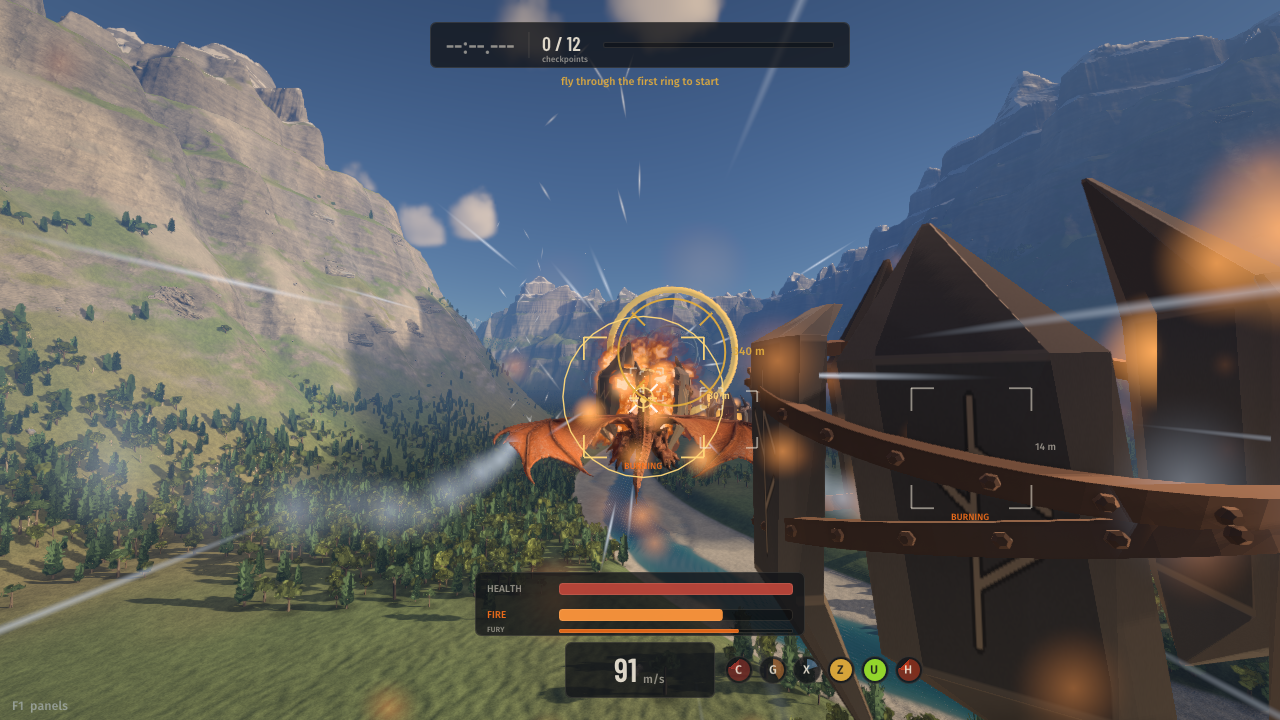 --:--.---
0 / 12
checkpoints
fly through the first ring to start
40 m
14 m
BURNING
BURNING
HEALTH
FIRE
FURY
91 m/s
C G X Z U H
F1 panels